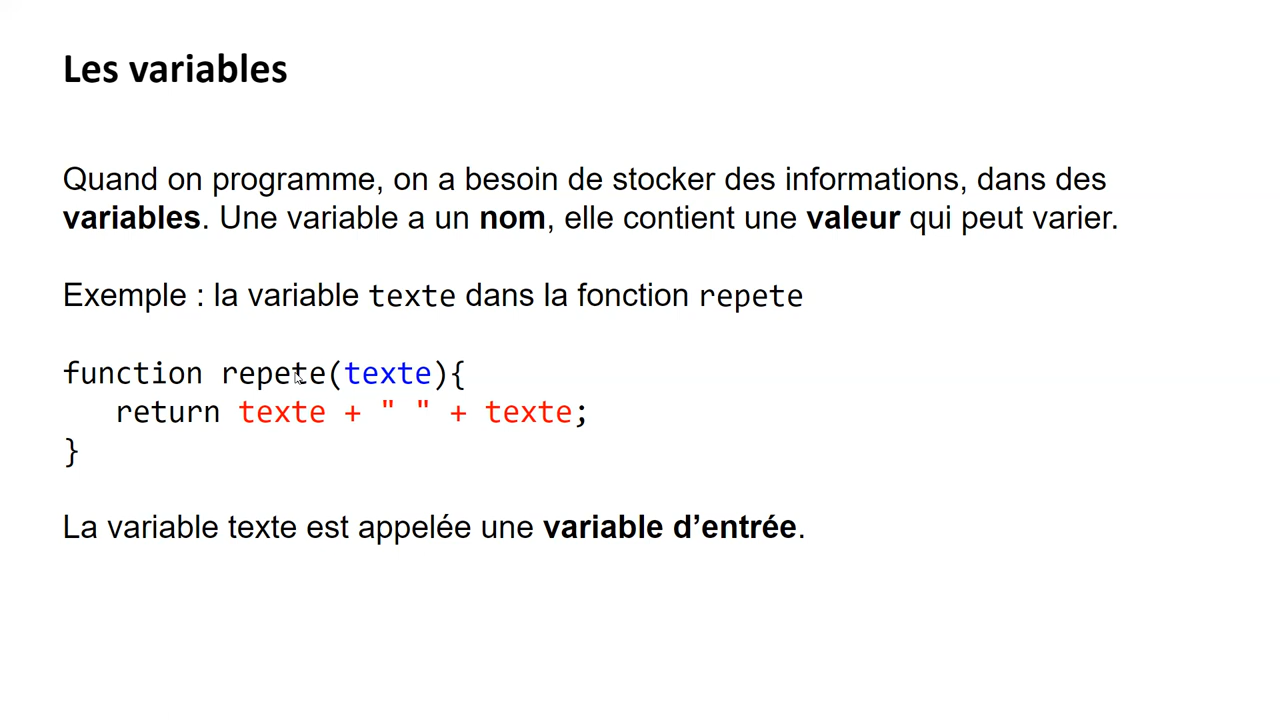 Les variables
Quand on programme, on a besoin de stocker des informations, dans des
variables. Une variable a un nom, elle contient une valeur qui peut varier.
Exemple : la variable texte dans la fonction repete
function repete(texte){
   return texte + " " + texte;
}
La variable texte est appelée une variable d’entrée.